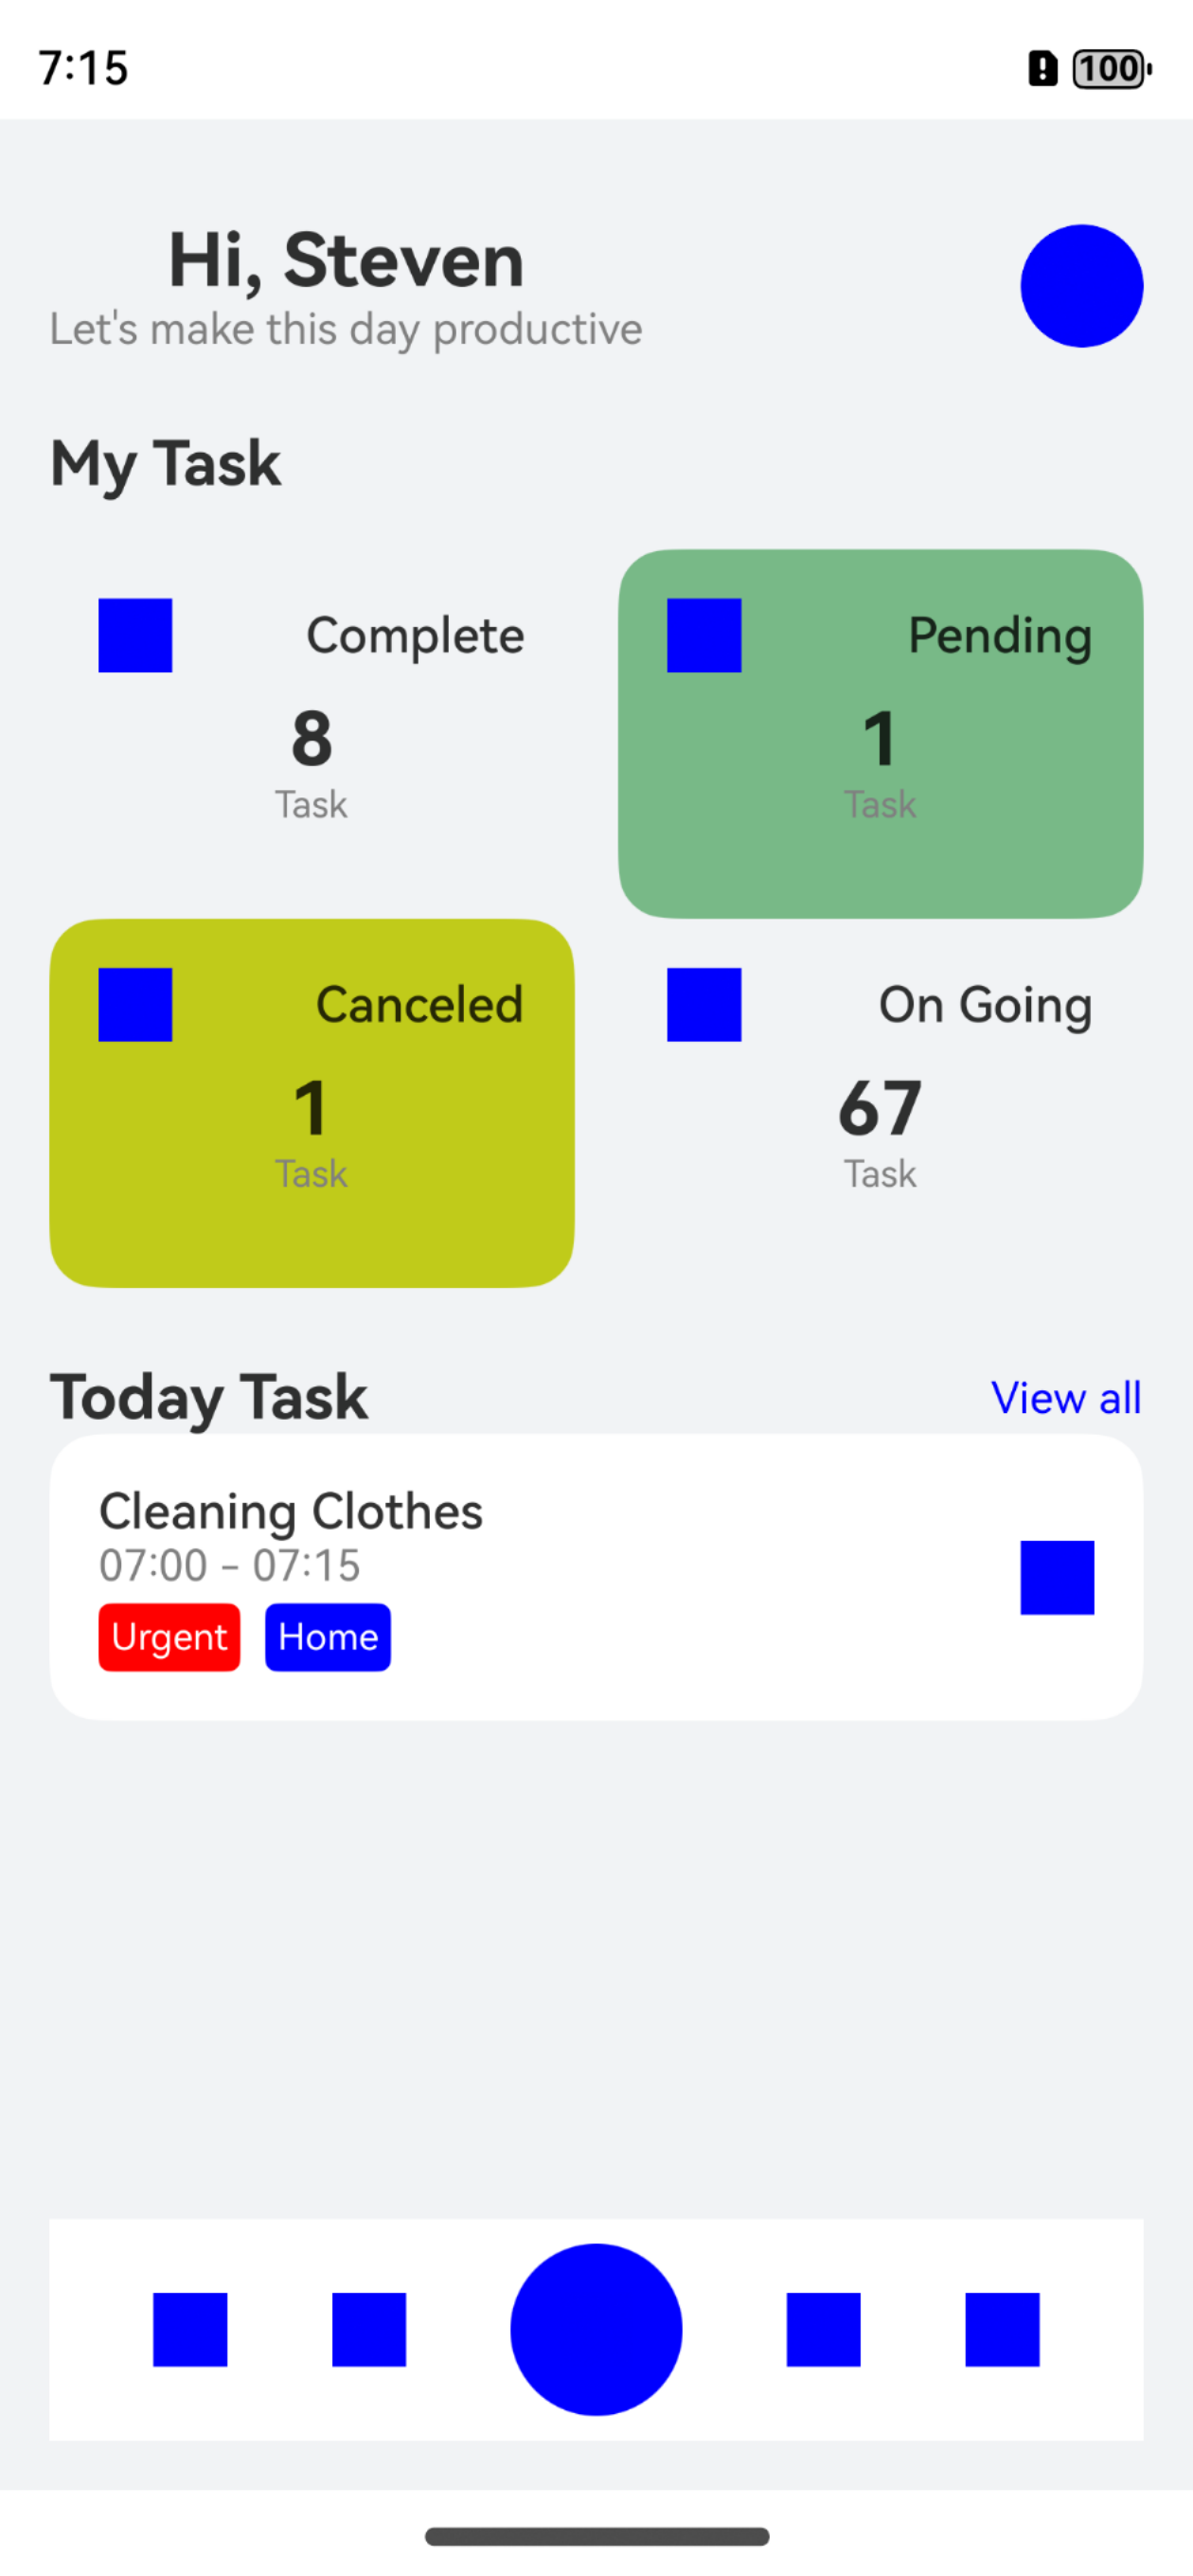 7:15
100
Hi, Steven
Let's make this day productive
My Task
Complete
8
Task
Pending
1
Task
Canceled
1
Task
On Going
67
Task
Today Task
View all
Cleaning Clothes
07:00 - 07:15
Urgent
Home